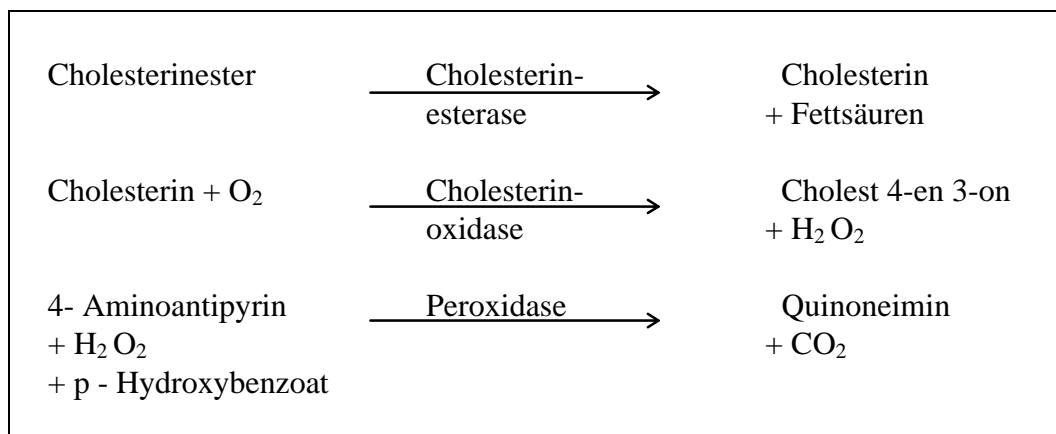 Cholesterinester Cholesterin- Cholesterin
esterase + Fettsäuren
Cholesterin + O₂ Cholesterin- Cholest 4-en 3-on
oxidase + H₂ O₂
4- Aminoantipyrin Peroxidase Quinoneimin
+ H₂ O₂ + CO₂
+ p - Hydroxybenzoat